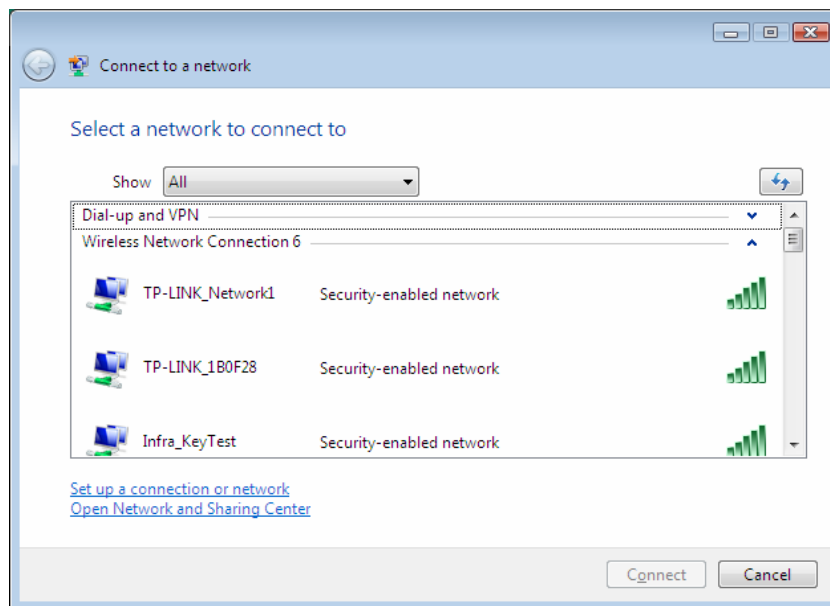 Connect to a network
Select a network to connect to
Show All
Dial-up and VPN
Wireless Network Connection 6
TP-LINK_Network1 Security-enabled network
TP-LINK_1B0F28 Security-enabled network
Infra_KeyTest Security-enabled network
Set up a connection or network
Open Network and Sharing Center
Connect Cancel